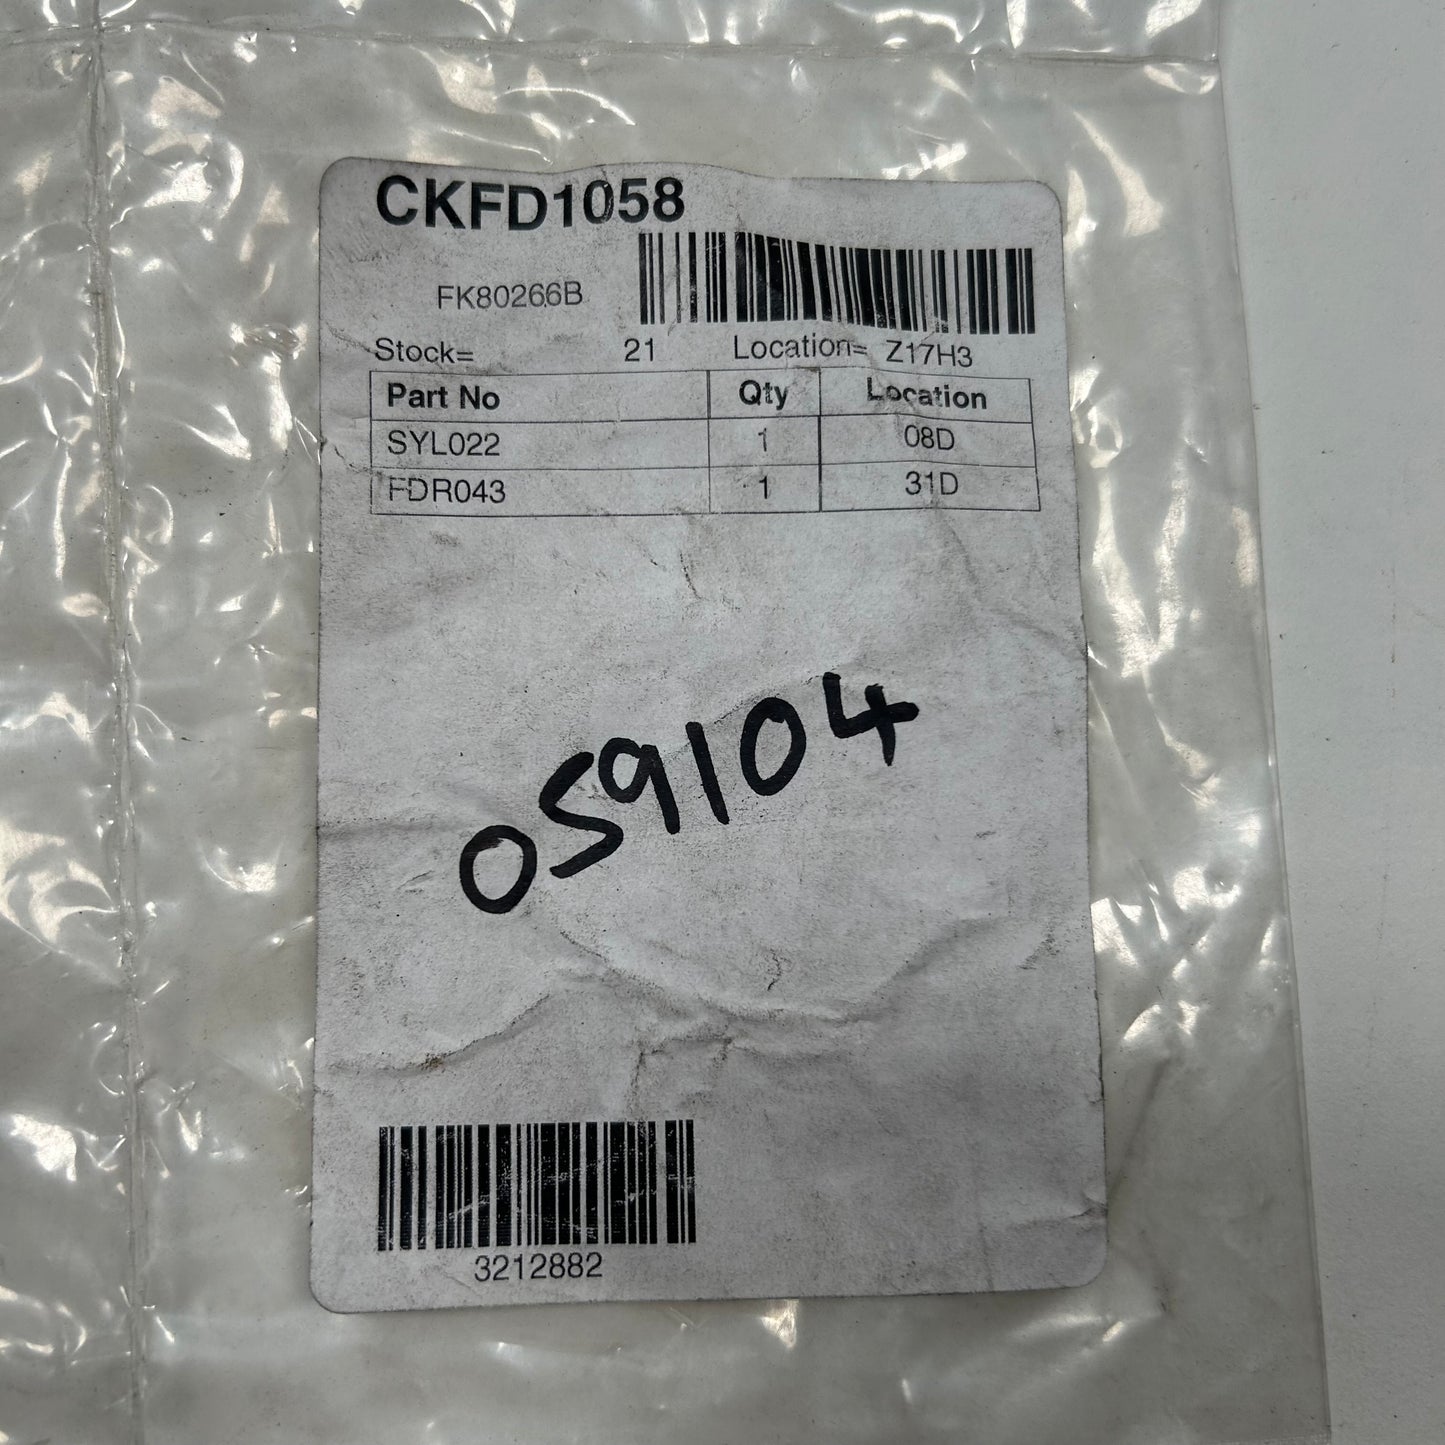 CKFD1058
FK80266B
Stock= 21 Location= Z17H3
Part No Qty Location
SYL022 1 08D
FDR043 1 31D
059104
3212882